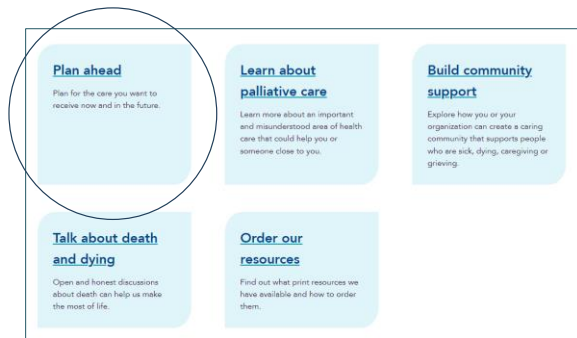 Plan ahead
Plan for the care you want to
receive now and in the future.
Learn about
palliative care
Learn more about an important
and misunderstood area of health
care that could help you or
someone close to you.
Build community
support
Explore how you or your
organization can create a caring
community that supports people
who are sick, dying, caregiving or
grieving.
Talk about death
and dying
Open and honest discussions
about death can help us make
the most of life.
Order our
resources
Find out what print resources we
have available and how to order
them.